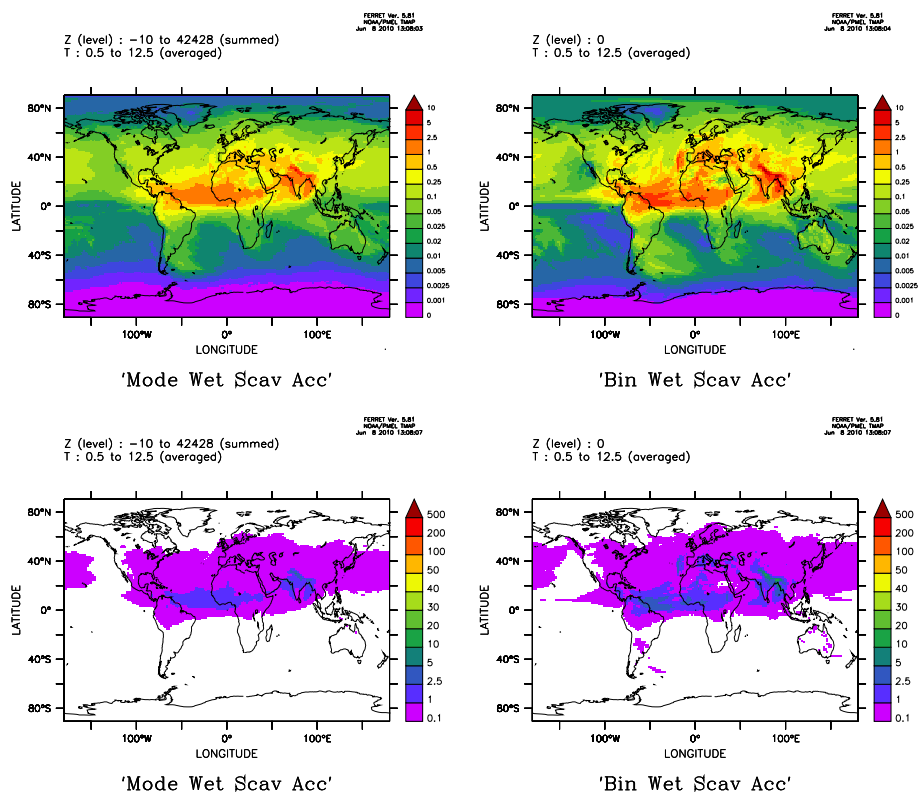 FERRET Ver. 5.81
NOAA/PMEL TMAP
Jun 8 2010 13:08:03
Z (level) : -10 to 42428 (summed)
T : 0.5 to 12.5 (averaged)
80°N
40°N
0°
40°S
80°S
LATITUDE
100°W
0°
100°E
LONGITUDE
10
5
2.5
1
0.5
0.25
0.1
0.05
0.02
0.01
0.005
0.0025
0.001
0
'Mode Wet Scav Acc'
FERRET Ver. 5.81
NOAA/PMEL TMAP
Jun 8 2010 13:08:04
Z (level) : 0
T : 0.5 to 12.5 (averaged)
80°N
40°N
0°
40°S
80°S
LATITUDE
100°W
0°
100°E
LONGITUDE
10
5
2.5
1
0.5
0.25
0.1
0.05
0.02
0.01
0.005
0.0025
0.001
0
'Bin Wet Scav Acc'
FERRET Ver. 5.81
NOAA/PMEL TMAP
Jun 8 2010 13:08:07
Z (level) : -10 to 42428 (summed)
T : 0.5 to 12.5 (averaged)
80°N
40°N
0°
40°S
80°S
LATITUDE
100°W
0°
100°E
LONGITUDE
500
200
100
50
40
30
20
10
5
2.5
1
0.1
'Mode Wet Scav Acc'
FERRET Ver. 5.81
NOAA/PMEL TMAP
Jun 8 2010 13:08:07
Z (level) : 0
T : 0.5 to 12.5 (averaged)
80°N
40°N
0°
40°S
80°S
LATITUDE
100°W
0°
100°E
LONGITUDE
500
200
100
50
40
30
20
10
5
2.5
1
0.1
'Bin Wet Scav Acc'